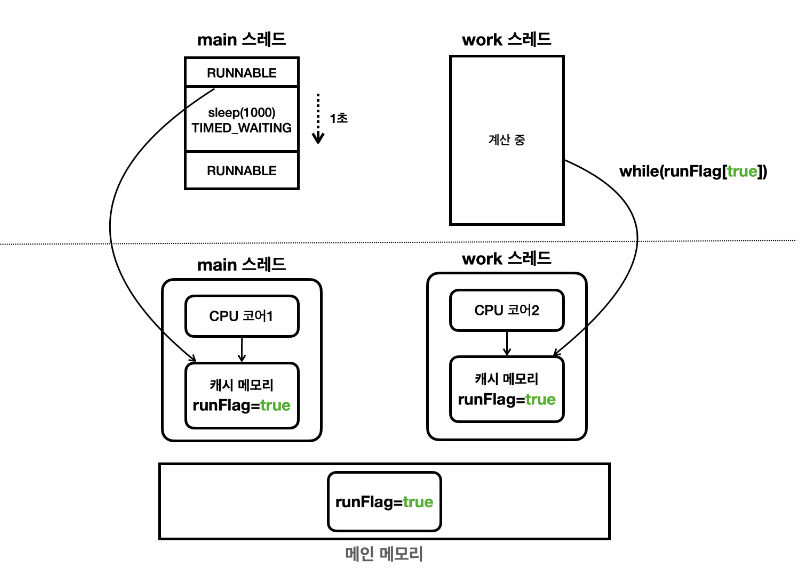 main 스레드
RUNNABLE
sleep(1000)
TIMED_WAITING
RUNNABLE
1초
work 스레드
계산 중
while(runFlag[true])
main 스레드
CPU 코어1
캐시 메모리
runFlag=true
work 스레드
CPU 코어2
캐시 메모리
runFlag=true
runFlag=true
메인 메모리